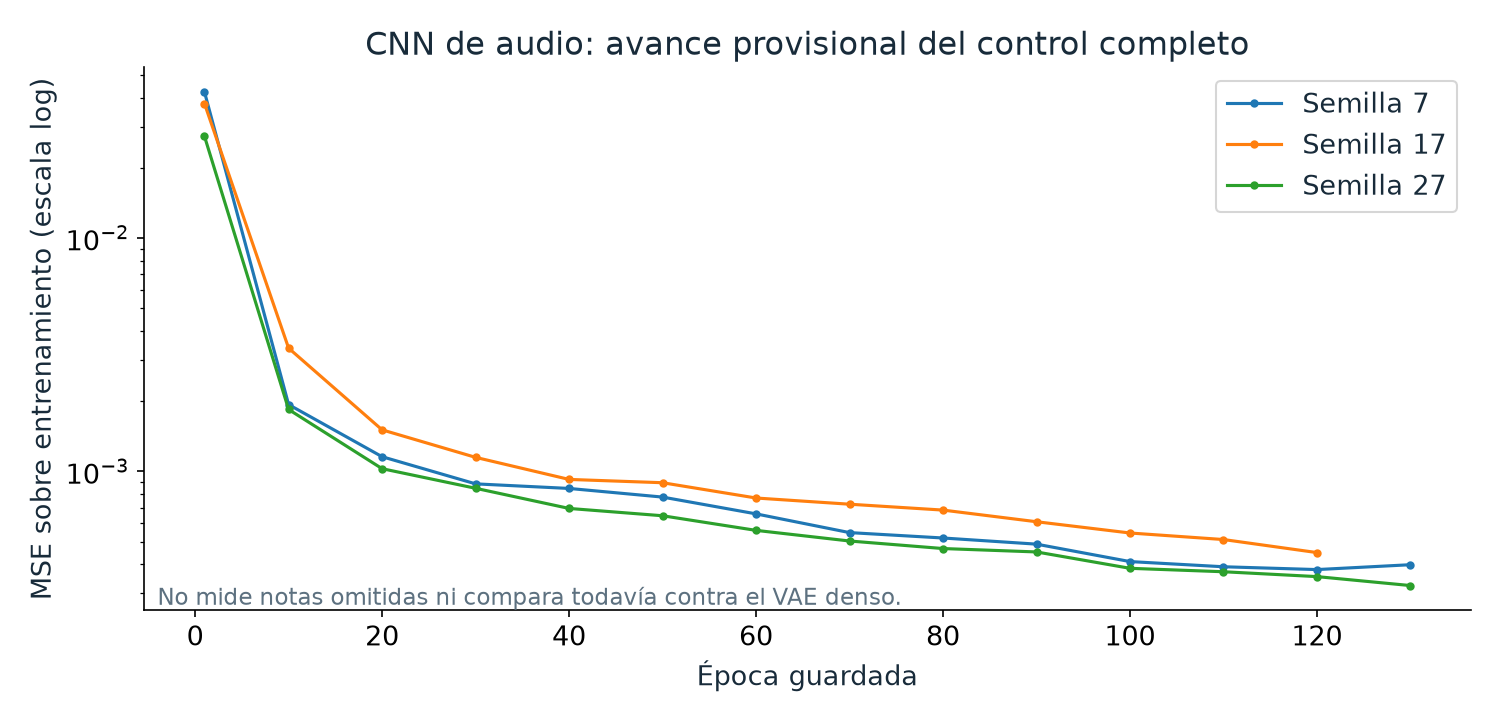 CNN de audio: avance provisional del control completo
MSE sobre entrenamiento (escala log)
10⁻²
10⁻³
Semilla 7
Semilla 17
Semilla 27
No mide notas omitidas ni compara todavía contra el VAE denso.
0 20 40 60 80 100 120
Época guardada